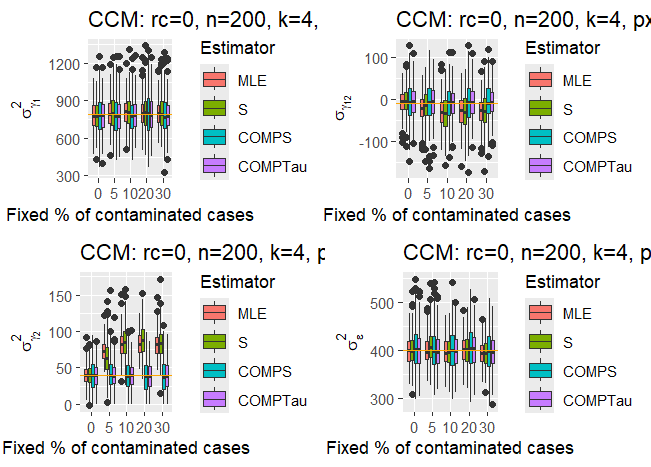 CCM: rc=0, n=200, k=4,
σ²γ1
1200
900
600
300
0 5 10 20 30
Fixed % of contaminated cases
Estimator
MLE
S
COMPS
COMPTau
CCM: rc=0, n=200, k=4, px
σγ12
100
0
-100
0 5 10 20 30
Fixed % of contaminated cases
Estimator
MLE
S
COMPS
COMPTau
CCM: rc=0, n=200, k=4, p
σ²γ2
150
100
50
0
0 5 10 20 30
Fixed % of contaminated cases
Estimator
MLE
S
COMPS
COMPTau
CCM: rc=0, n=200, k=4, p
σ²ε
500
400
300
0 5 10 20 30
Fixed % of contaminated cases
Estimator
MLE
S
COMPS
COMPTau